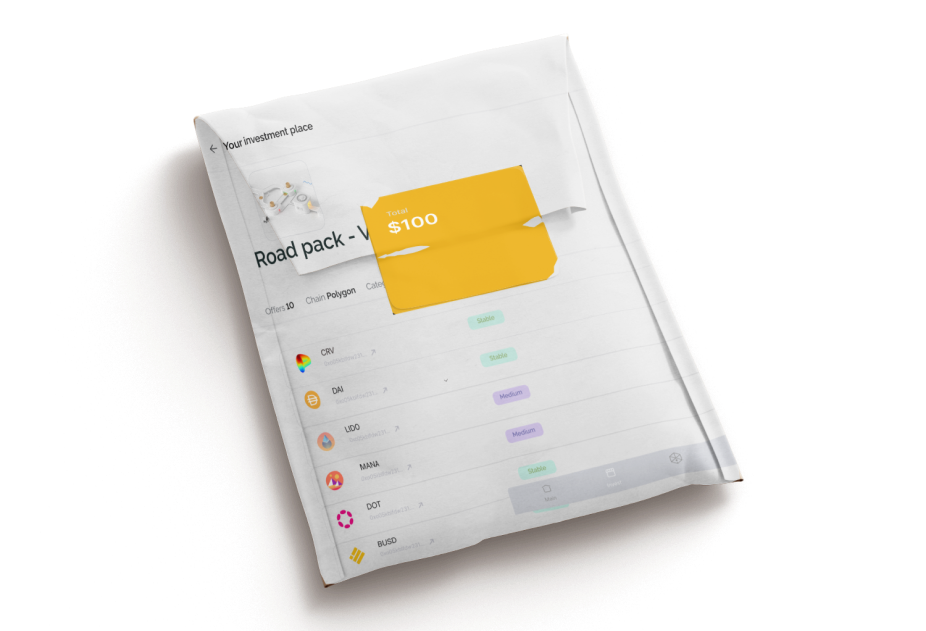 ← Your investment place
Total
$100
Road pack - V
Offers 10 Chain Polygon Categ
Stable
CRV
Stable
DAI
Medium
LIDO
Medium
MANA
Stable
DOT
BUSD